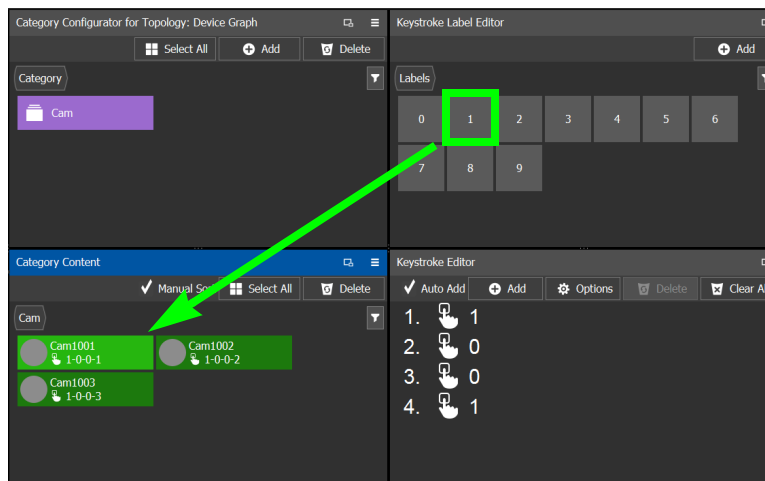 Category Configurator for Topology: Device Graph
Select All Add Delete
Category
Cam
Keystroke Label Editor
Add
Labels
0 1 2 3 4 5 6
7 8 9
Category Content
Manual Sor Select All Delete
Cam
Cam1001
1-0-0-1
Cam1002
1-0-0-2
Cam1003
1-0-0-3
Keystroke Editor
Auto Add Add Options Delete Clear Al
1. 1
2. 0
3. 0
4. 1